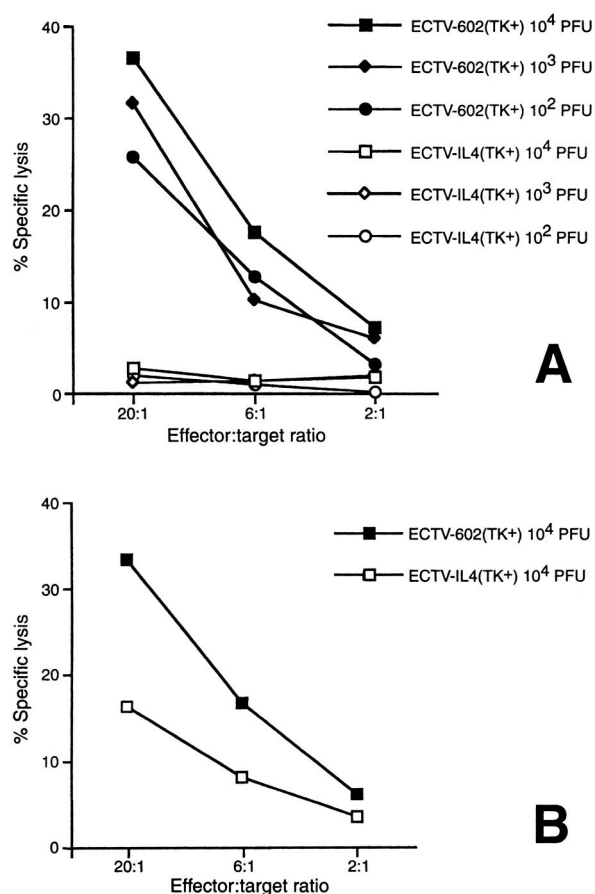 40
30
20
10
0
% Specific lysis
20:1 6:1 2:1
Effector:target ratio
ECTV-602(TK+) 10⁴ PFU
ECTV-602(TK+) 10³ PFU
ECTV-602(TK+) 10² PFU
ECTV-IL4(TK+) 10⁴ PFU
ECTV-IL4(TK+) 10³ PFU
ECTV-IL4(TK+) 10² PFU
A
40
30
20
10
0
% Specific lysis
20:1 6:1 2:1
Effector:target ratio
ECTV-602(TK+) 10⁴ PFU
ECTV-IL4(TK+) 10⁴ PFU
B